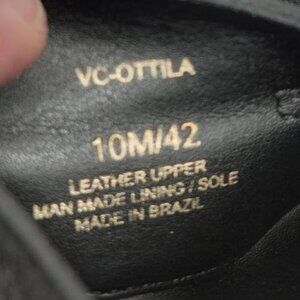 VC-OTTILA
10M/42
LEATHER UPPER
MAN MADE LINING / SOLE
MADE IN BRAZIL